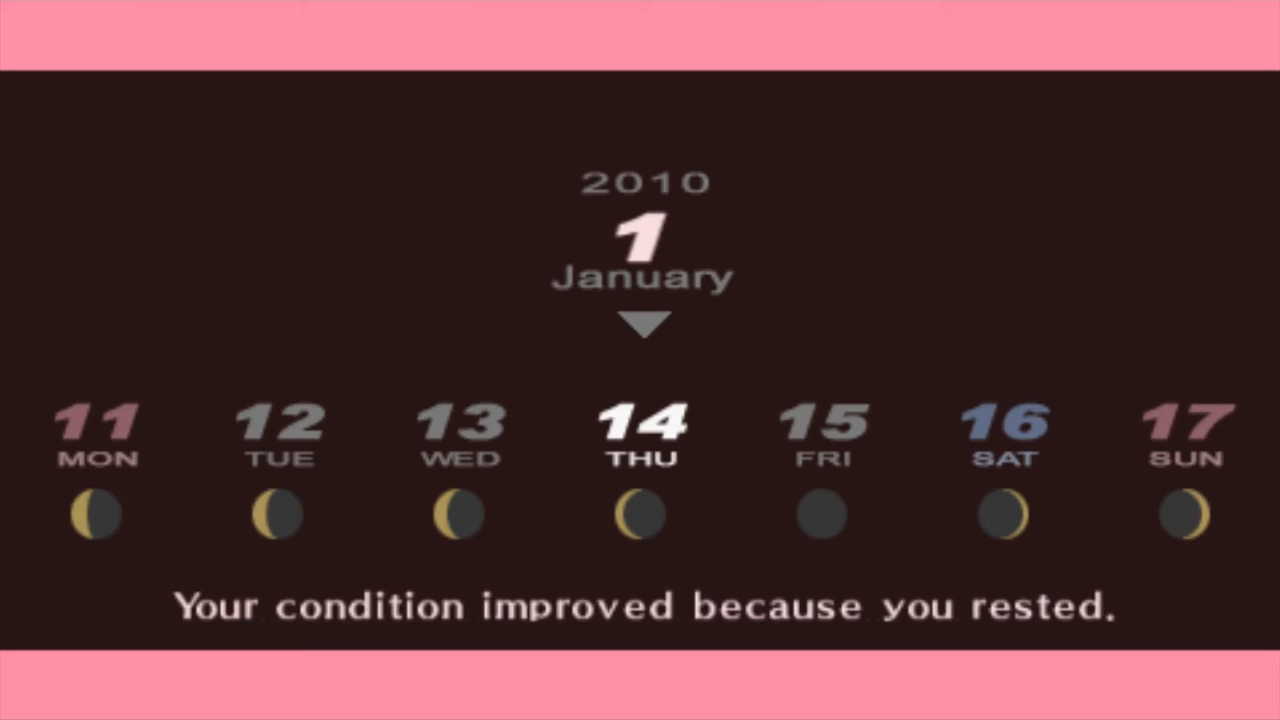 2010
1
January
11 12 13 14 15 16 17
MON TUE WED THU FRI SAT SUN
Your condition improved because you rested.